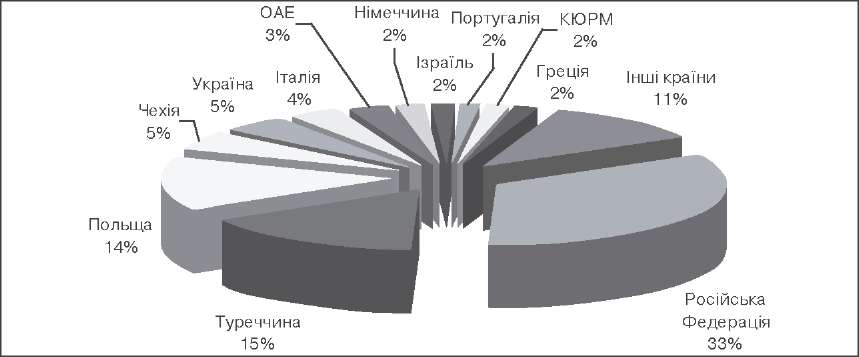 ОАЕ
3%
Німеччина
2%
Португалія
2%
КЮРМ
2%
Ізраїль
2%
Греція
2%
Інші країни
11%
Італія
4%
Україна
5%
Чехія
5%
Польща
14%
Туреччина
15%
Російська
Федерація
33%